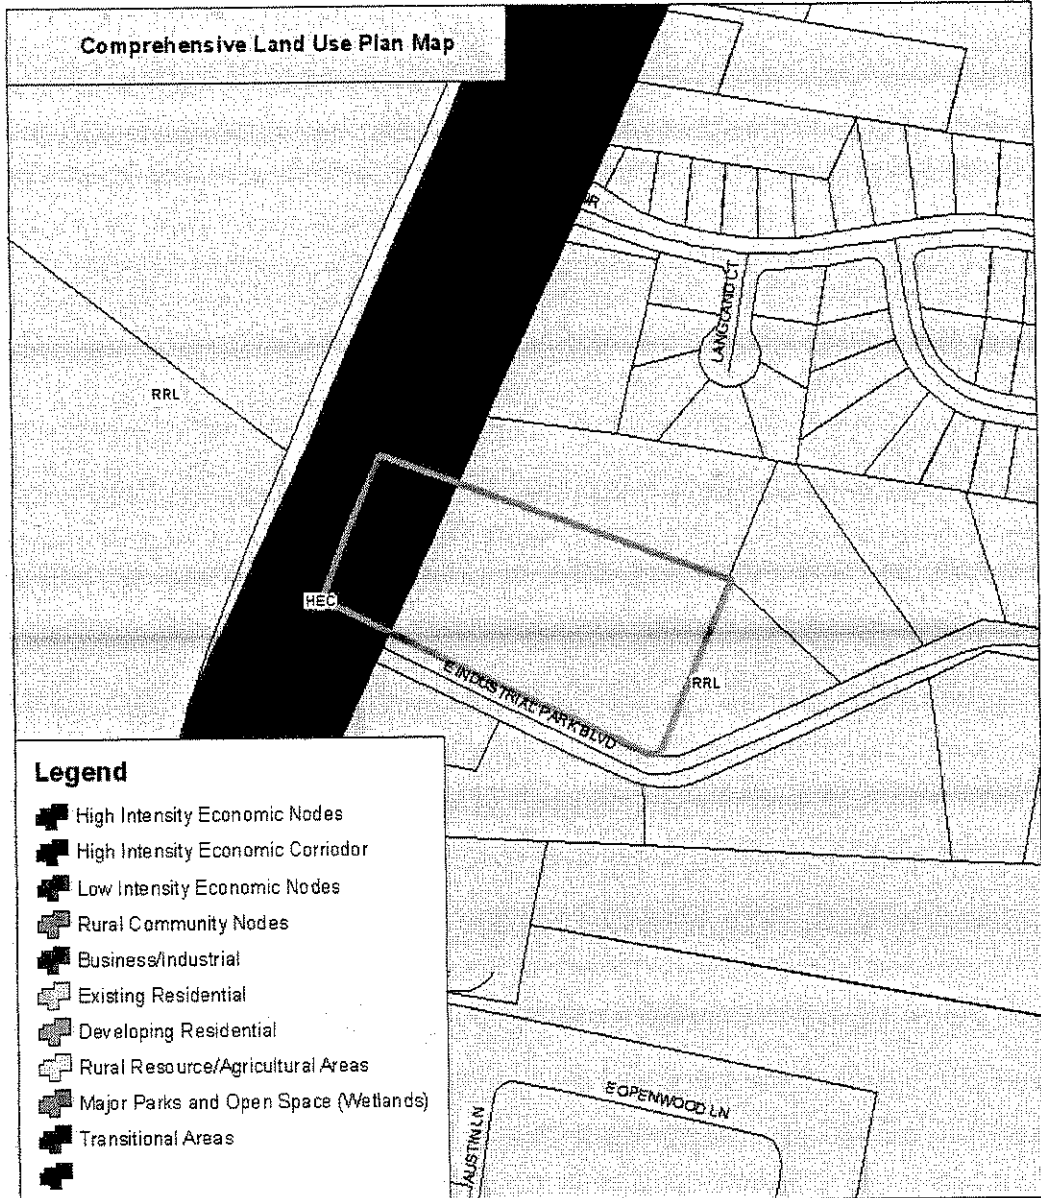 Comprehensive Land Use Plan Map
DR
LANGLAND CT
RRL
HEC
E INDUSTRIAL PARK BLVD
RRL
Legend
High Intensity Economic Nodes
High Intensity Economic Corriodor
Low Intensity Economic Nodes
Rural Community Nodes
Business/Industrial
Existing Residential
Developing Residential
Rural Resource/Agricultural Areas
Major Parks and Open Space (Wetlands)
Transitional Areas
E OPENWOOD LN
AUSTIN LN